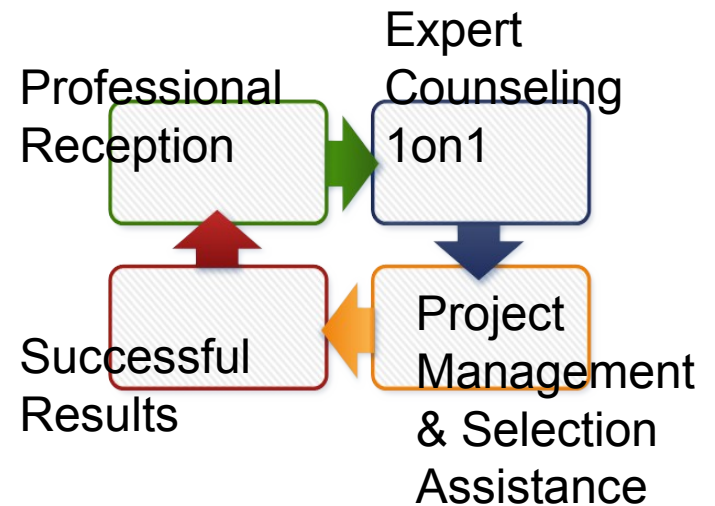 Professional
Reception
Expert
Counseling
1on1
Project
Management
& Selection
Assistance
Successful
Results